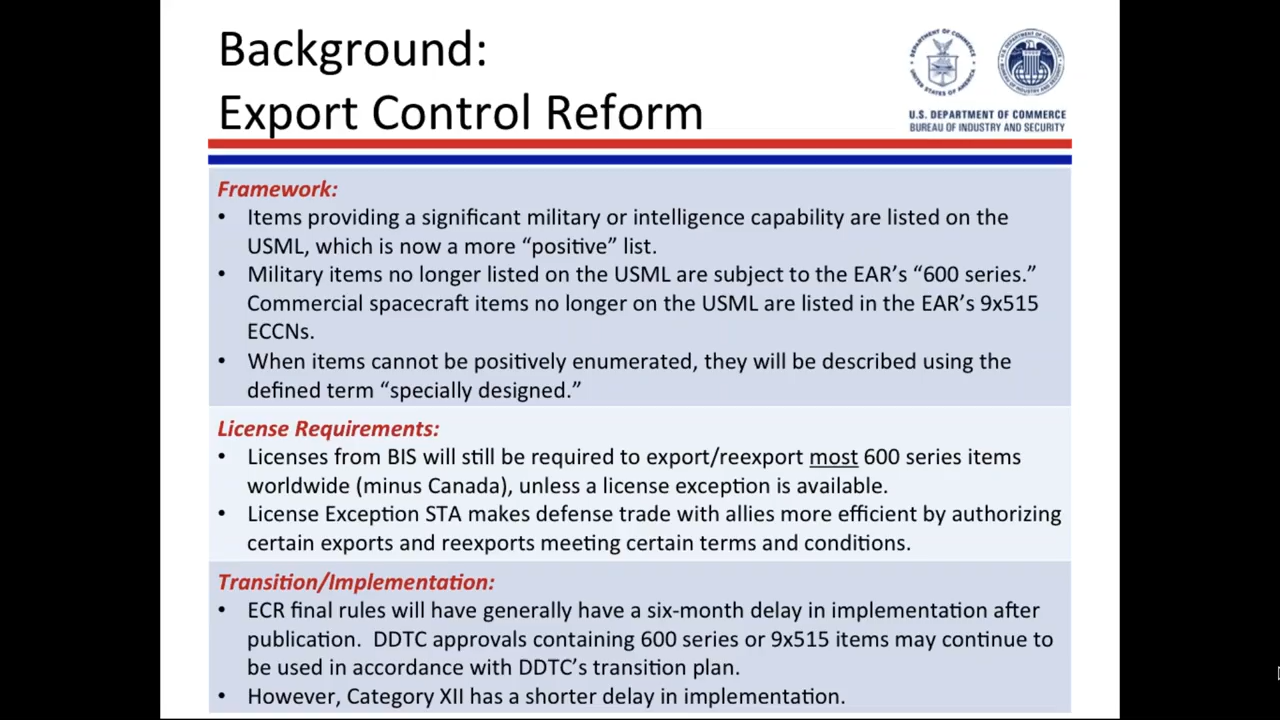 Background:
Export Control Reform
U.S. DEPARTMENT OF COMMERCE
BUREAU OF INDUSTRY AND SECURITY
Framework:
• Items providing a significant military or intelligence capability are listed on the
USML, which is now a more “positive” list.
• Military items no longer listed on the USML are subject to the EAR’s “600 series.”
Commercial spacecraft items no longer on the USML are listed in the EAR’s 9x515
ECCNs.
• When items cannot be positively enumerated, they will be described using the
defined term “specially designed.”
License Requirements:
• Licenses from BIS will still be required to export/reexport most 600 series items
worldwide (minus Canada), unless a license exception is available.
• License Exception STA makes defense trade with allies more efficient by authorizing
certain exports and reexports meeting certain terms and conditions.
Transition/Implementation:
• ECR final rules will have generally have a six-month delay in implementation after
publication.  DDTC approvals containing 600 series or 9x515 items may continue to
be used in accordance with DDTC’s transition plan.
• However, Category XII has a shorter delay in implementation.